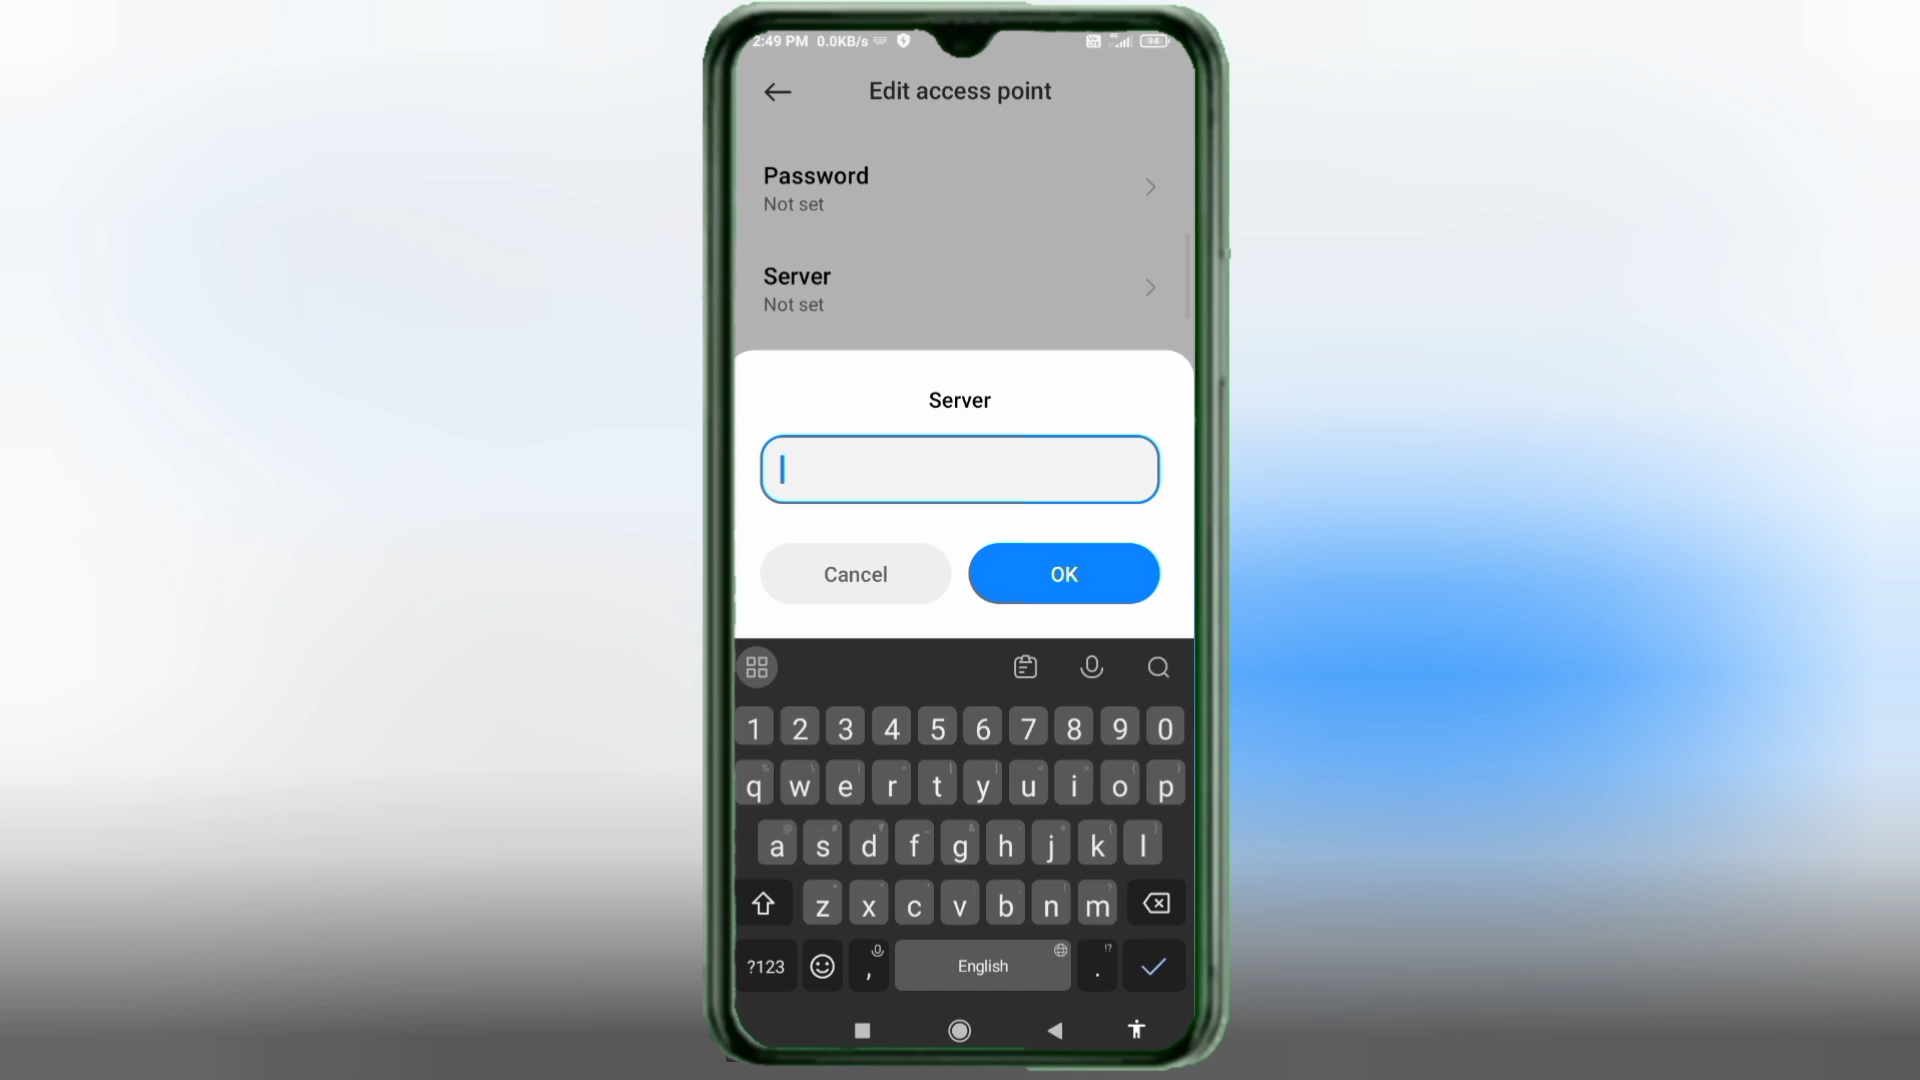 2:49 PM 0.0KB/s
94
Edit access point
Password
Not set
Server
Not set
Server
Cancel
OK
1 2 3 4 5 6 7 8 9 0
q w e r t y u i o p
a s d f g h j k l
z x c v b n m
?123 , English . !?